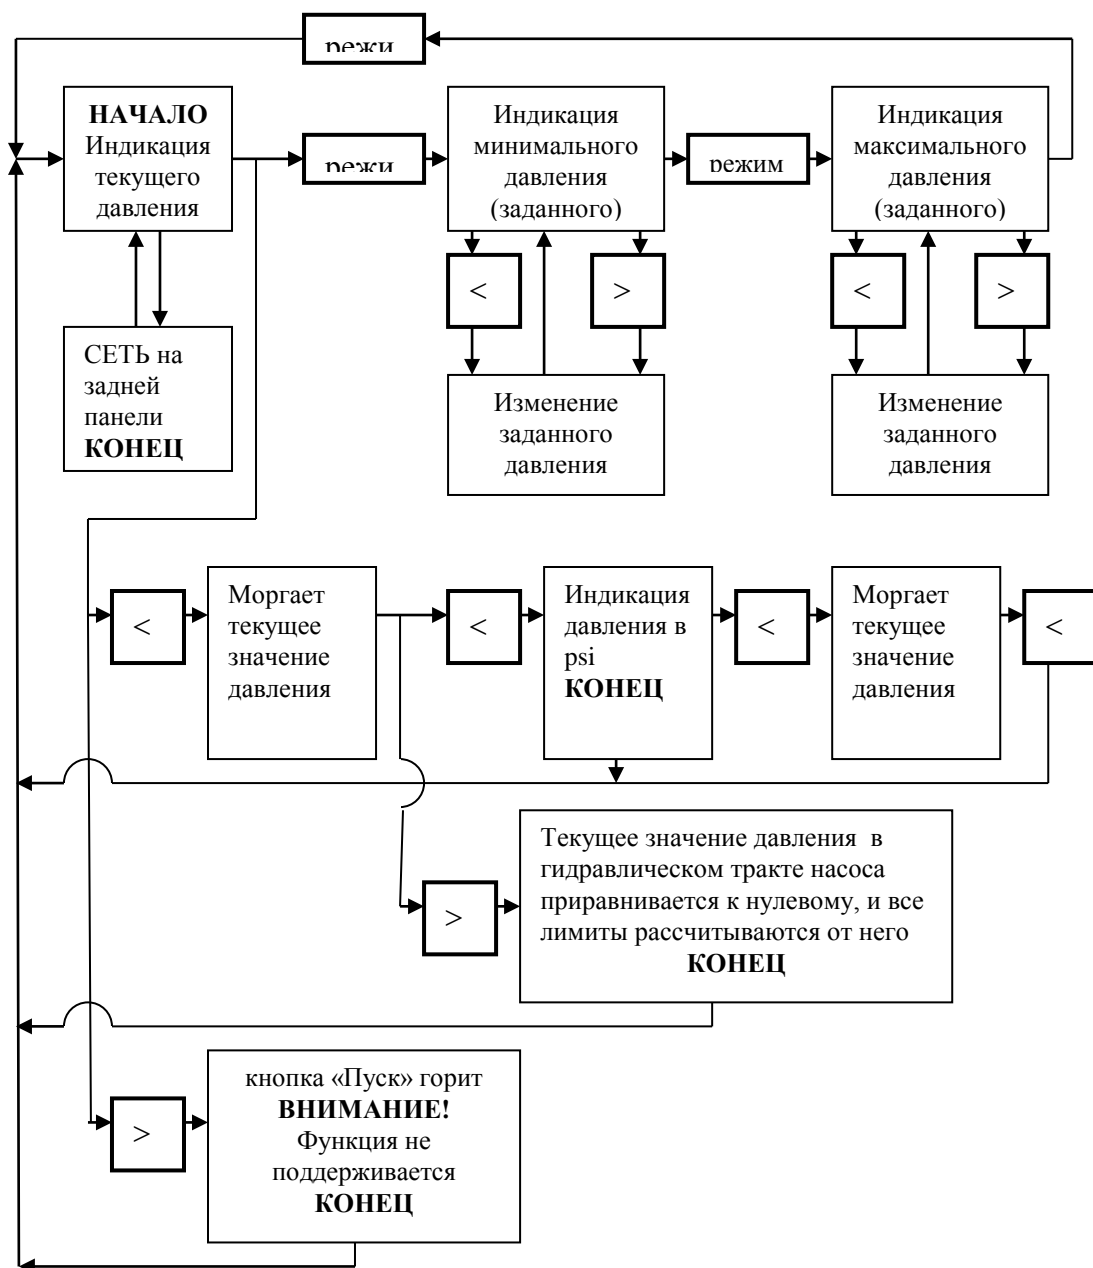 режи
НАЧАЛО
Индикация
текущего
давления
режи
Индикация
минимального
давления
(заданного)
режим
Индикация
максимального
давления
(заданного)
<
>
<
>
СЕТЬ на
задней
панели
КОНЕЦ
Изменение
заданного
давления
Изменение
заданного
давления
<
Моргает
текущее
значение
давления
<
Индикация
давления в
psi
КОНЕЦ
<
Моргает
текущее
значение
давления
<
>
Текущее значение давления в
гидравлическом тракте насоса
приравнивается к нулевому, и все
лимиты рассчитываются от него
КОНЕЦ
>
кнопка «Пуск» горит
ВНИМАНИЕ!
Функция не
поддерживается
КОНЕЦ